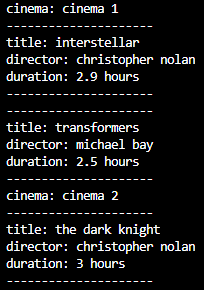 cinema: cinema 1
----------------------
title: interstellar
director: christopher nolan
duration: 2.9 hours
----------------------
----------------------
title: transformers
director: michael bay
duration: 2.5 hours
----------------------
cinema: cinema 2
----------------------
title: the dark knight
director: christopher nolan
duration: 3 hours
----------------------